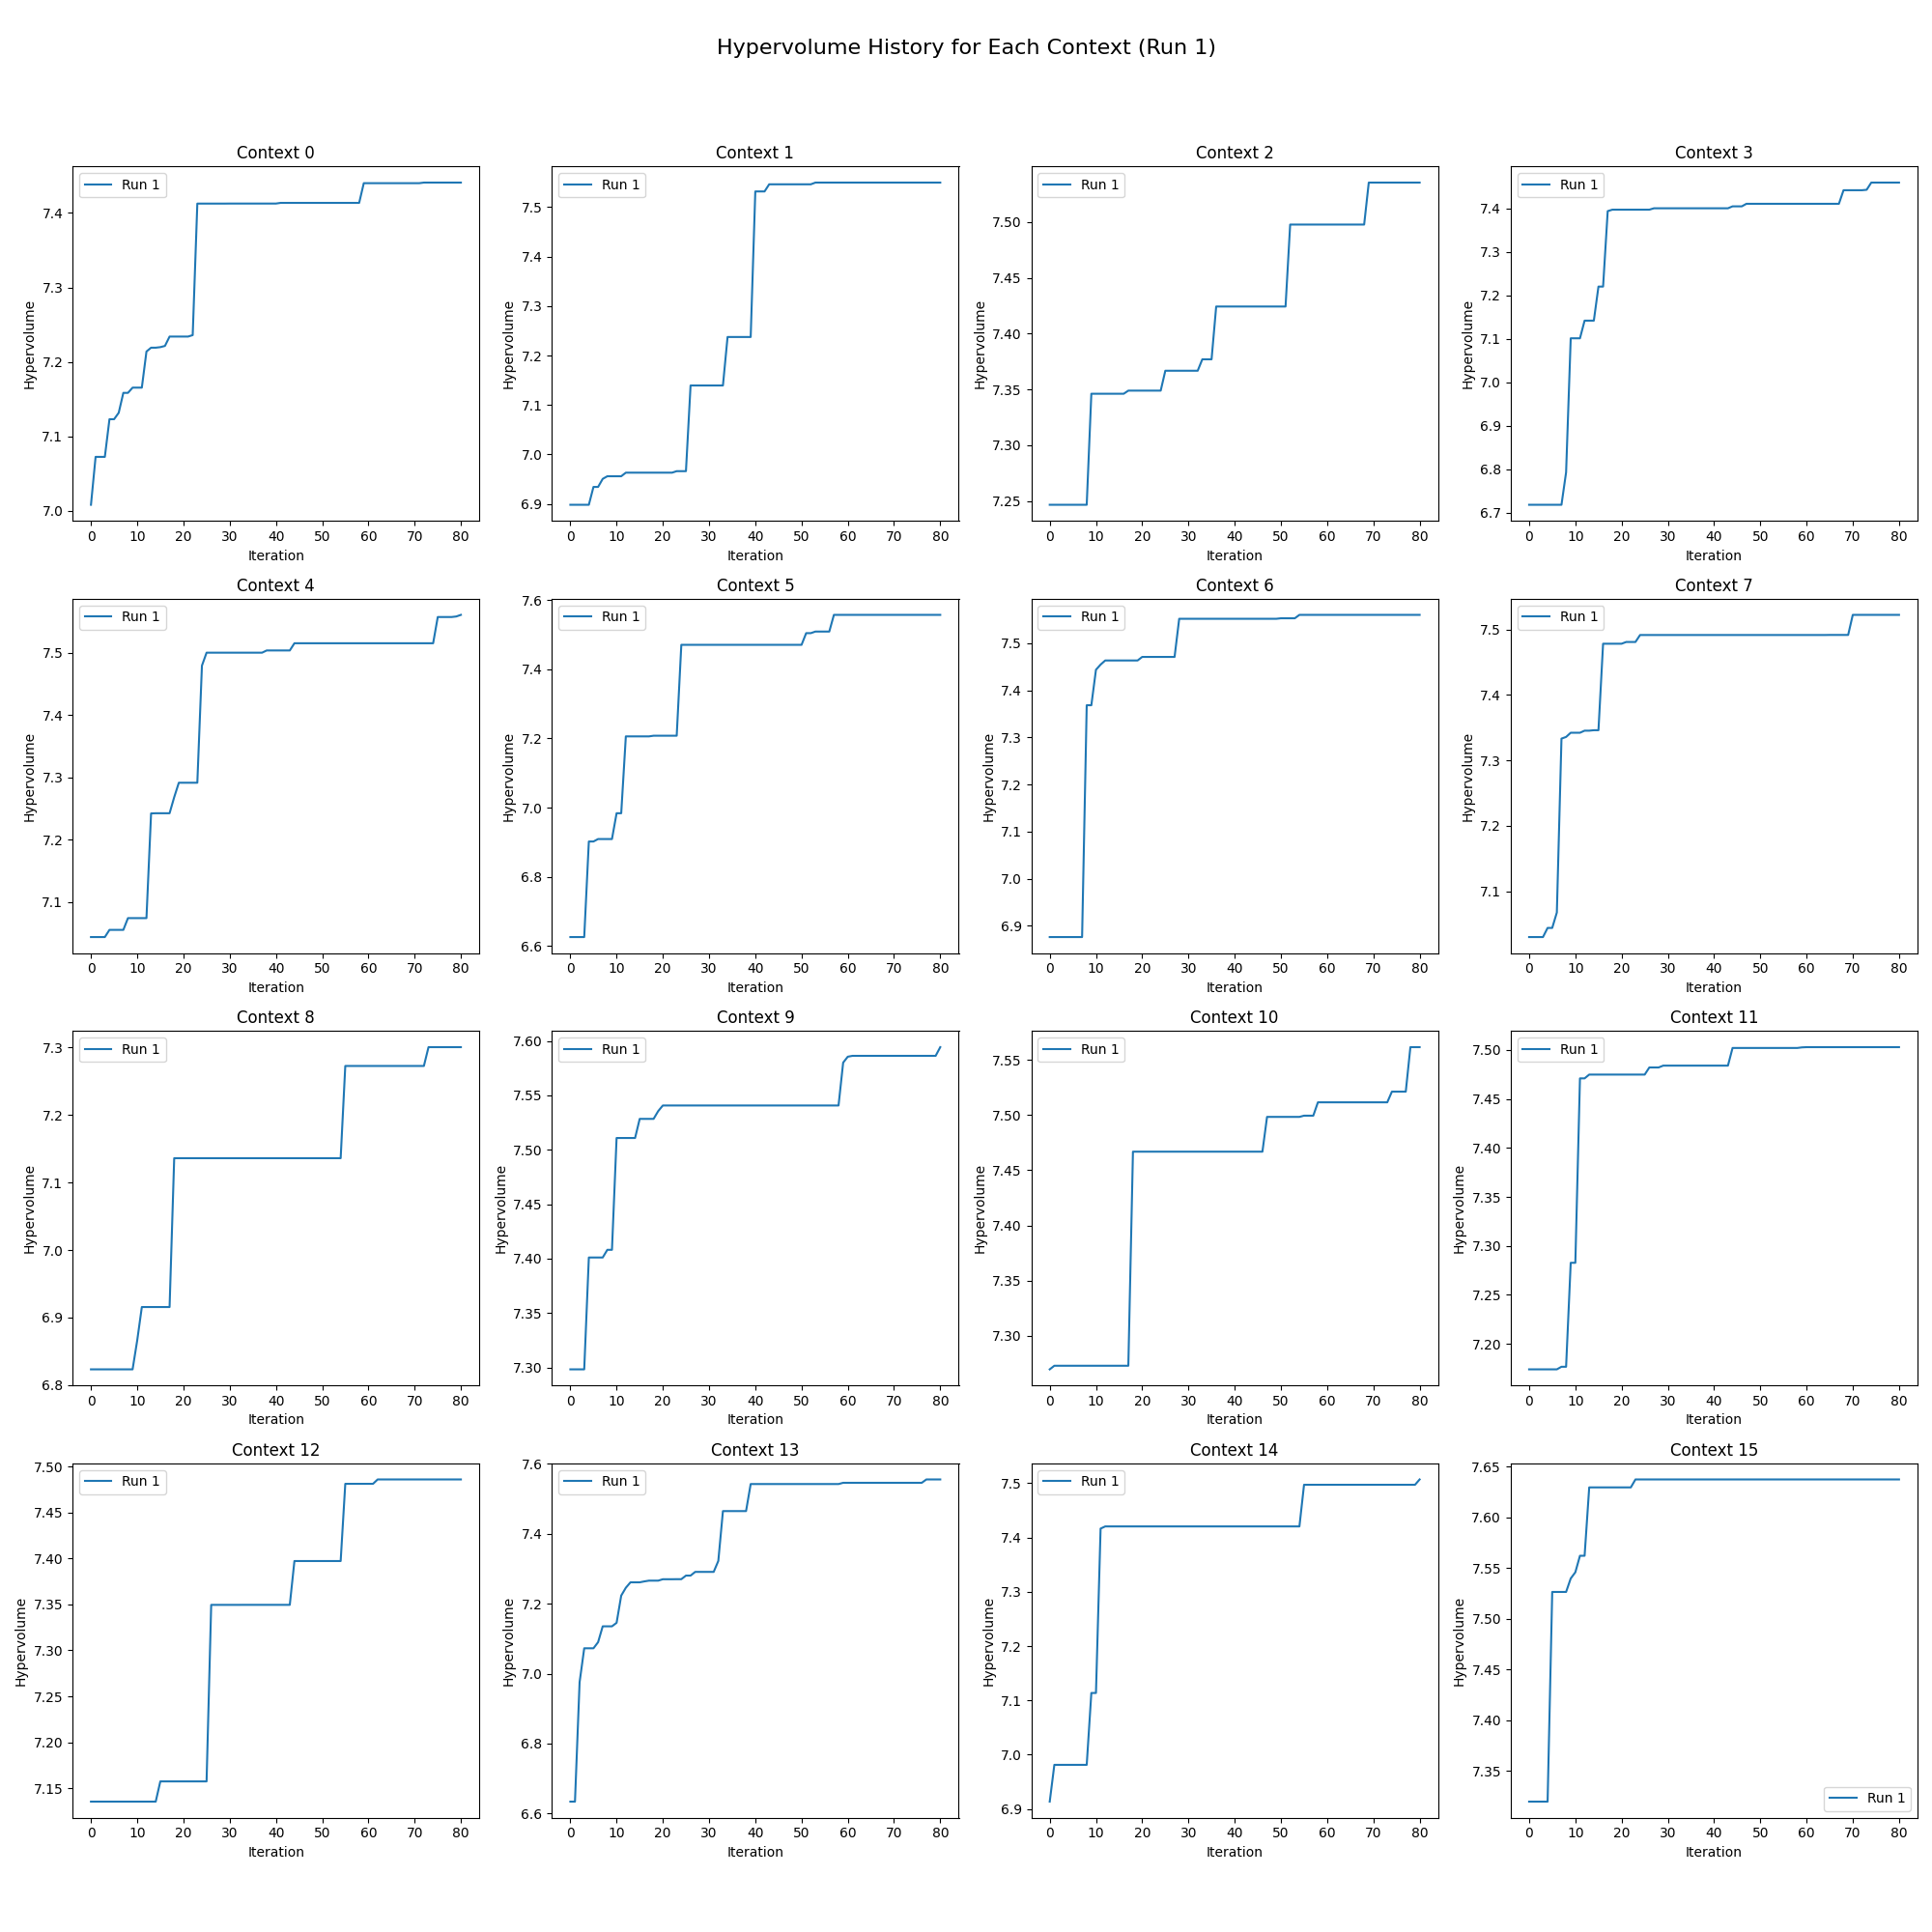 Hypervolume History for Each Context (Run 1)
Context 0
Run 1
7.4
7.3
7.2
7.1
7.0
Hypervolume
0 10 20 30 40 50 60 70 80
Iteration
Context 1
Run 1
7.5
7.4
7.3
7.2
7.1
7.0
6.9
Hypervolume
0 10 20 30 40 50 60 70 80
Iteration
Context 2
Run 1
7.50
7.45
7.40
7.35
7.30
7.25
Hypervolume
0 10 20 30 40 50 60 70 80
Iteration
Context 3
Run 1
7.4
7.3
7.2
7.1
7.0
6.9
6.8
6.7
Hypervolume
0 10 20 30 40 50 60 70 80
Iteration
Context 4
Run 1
7.5
7.4
7.3
7.2
7.1
Hypervolume
0 10 20 30 40 50 60 70 80
Iteration
Context 5
Run 1
7.6
7.4
7.2
7.0
6.8
6.6
Hypervolume
0 10 20 30 40 50 60 70 80
Iteration
Context 6
Run 1
7.5
7.4
7.3
7.2
7.1
7.0
6.9
Hypervolume
0 10 20 30 40 50 60 70 80
Iteration
Context 7
Run 1
7.5
7.4
7.3
7.2
7.1
Hypervolume
0 10 20 30 40 50 60 70 80
Iteration
Context 8
Run 1
7.3
7.2
7.1
7.0
6.9
6.8
Hypervolume
0 10 20 30 40 50 60 70 80
Iteration
Context 9
Run 1
7.60
7.55
7.50
7.45
7.40
7.35
7.30
Hypervolume
0 10 20 30 40 50 60 70 80
Iteration
Context 10
Run 1
7.55
7.50
7.45
7.40
7.35
7.30
Hypervolume
0 10 20 30 40 50 60 70 80
Iteration
Context 11
Run 1
7.50
7.45
7.40
7.35
7.30
7.25
7.20
Hypervolume
0 10 20 30 40 50 60 70 80
Iteration
Context 12
Run 1
7.50
7.45
7.40
7.35
7.30
7.25
7.20
7.15
Hypervolume
0 10 20 30 40 50 60 70 80
Iteration
Context 13
Run 1
7.6
7.4
7.2
7.0
6.8
6.6
Hypervolume
0 10 20 30 40 50 60 70 80
Iteration
Context 14
Run 1
7.5
7.4
7.3
7.2
7.1
7.0
6.9
Hypervolume
0 10 20 30 40 50 60 70 80
Iteration
Context 15
7.65
7.60
7.55
7.50
7.45
7.40
7.35
Hypervolume
Run 1
0 10 20 30 40 50 60 70 80
Iteration